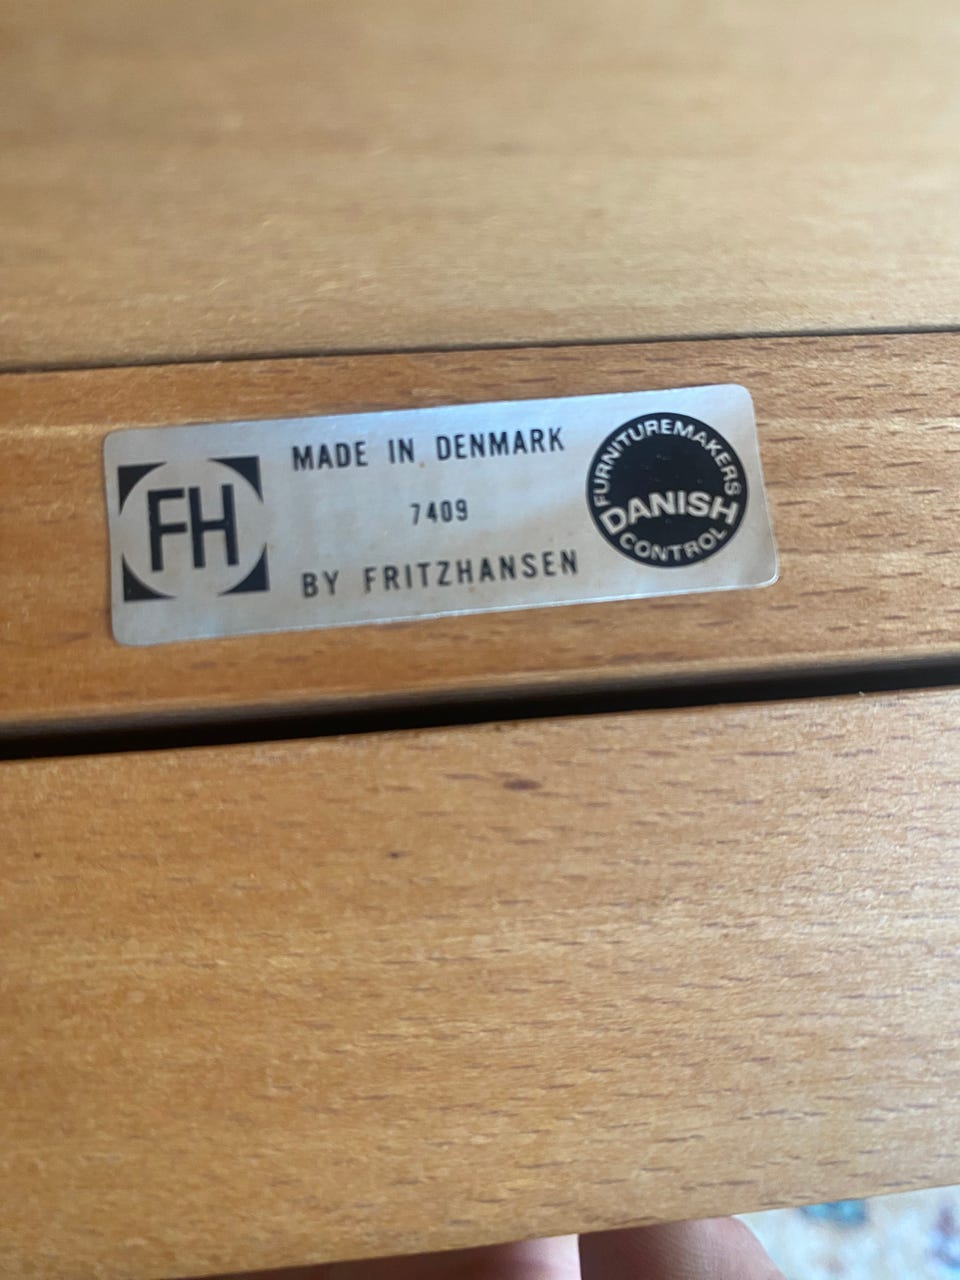 FH
MADE IN DENMARK
7409
BY FRITZHANSEN
FURNITUREMAKERS
DANISH
CONTROL